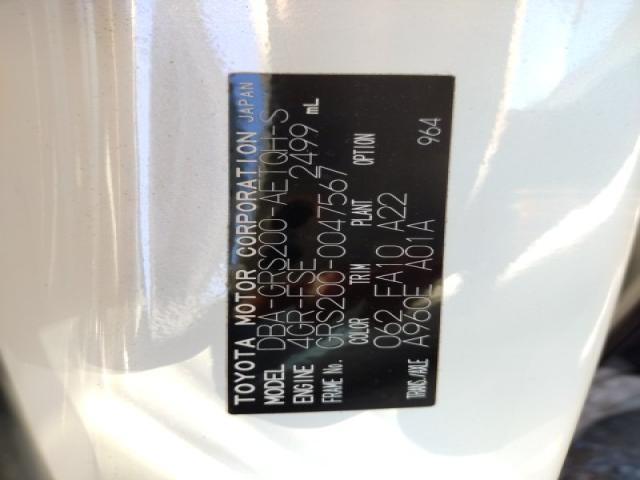 TOYOTA MOTOR CORPORATION JAPAN
MODEL DBA-GRS200-AETQH-S
ENGINE 4GR-FSE 2499 mL
FRAME No. GRS200-0047567
COLOR TRIM PLANT OPTION
062 FA10 A22
TRANS/AXLE A960E A01A 964